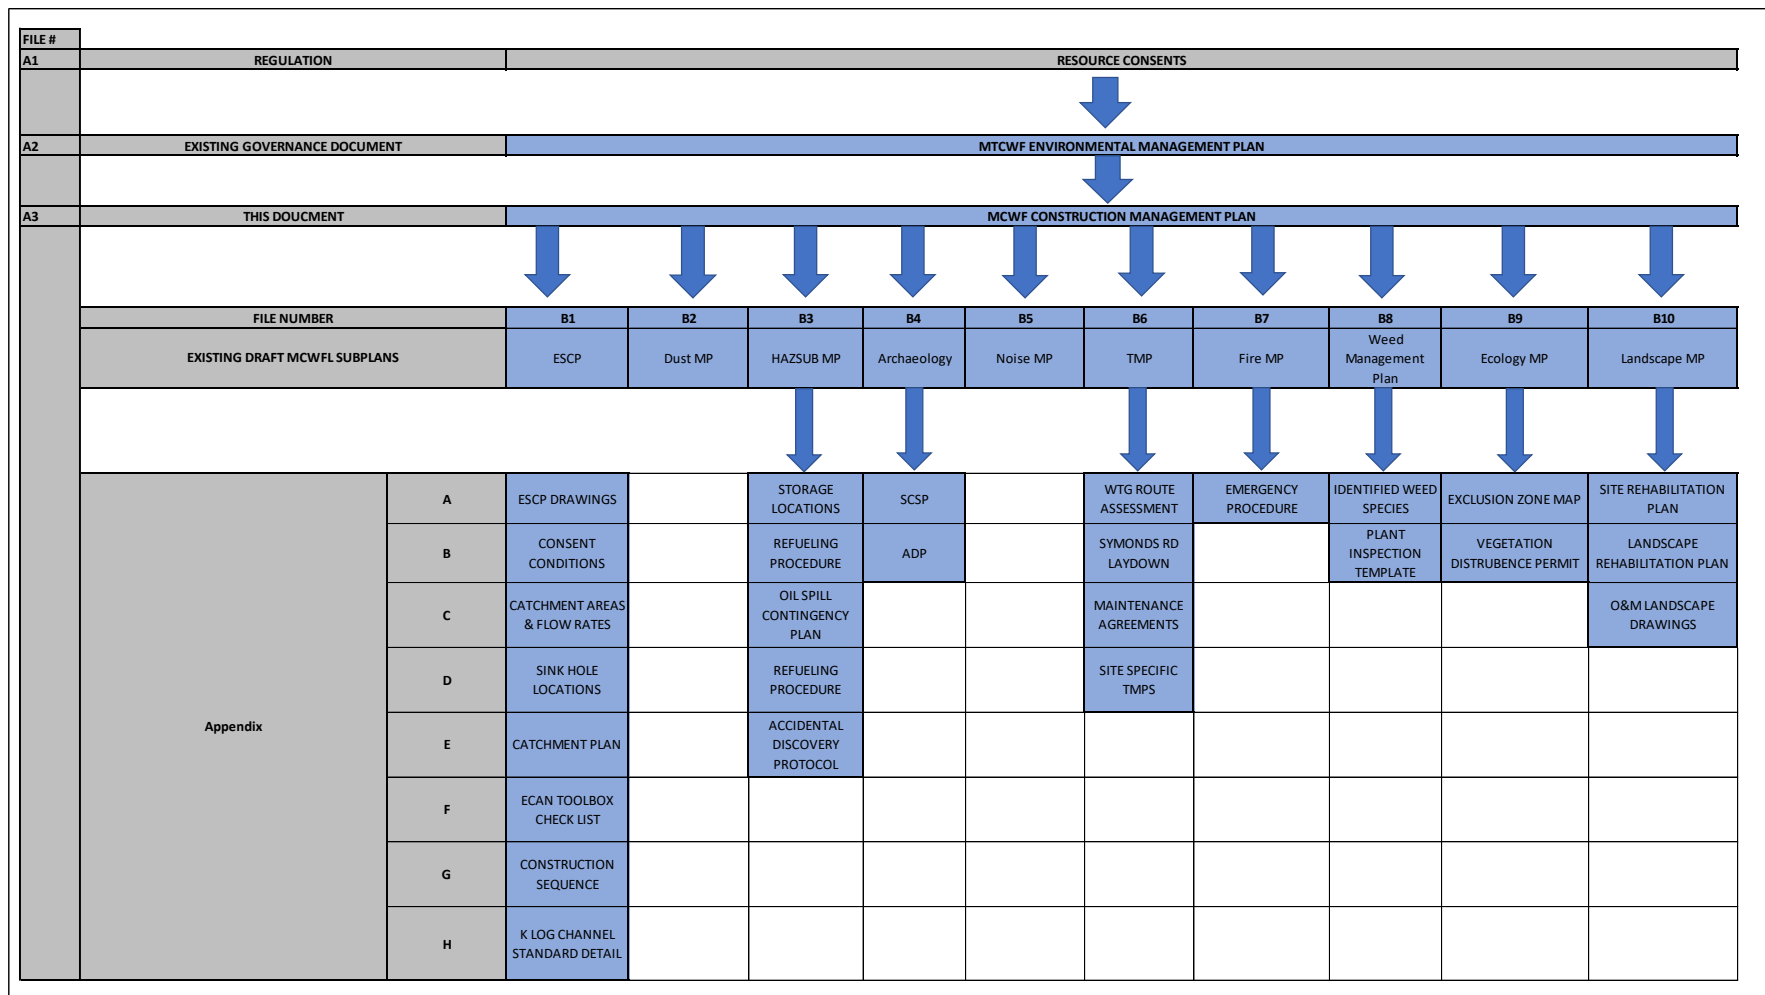 FILE #
A1 REGULATION RESOURCE CONSENTS
A2 EXISTING GOVERNANCE DOCUMENT MTCWF ENVIRONMENTAL MANAGEMENT PLAN
A3 THIS DOUCMENT MCWF CONSTRUCTION MANAGEMENT PLAN
FILE NUMBER B1 B2 B3 B4 B5 B6 B7 B8 B9 B10
EXISTING DRAFT MCWFL SUBPLANS
ESCP
Dust MP
HAZSUB MP
Archaeology
Noise MP
TMP
Fire MP
Weed
Management
Plan
Ecology MP
Landscape MP
Appendix
A
ESCP DRAWINGS
STORAGE
LOCATIONS
SCSP
WTG ROUTE
ASSESSMENT
EMERGENCY
PROCEDURE
IDENTIFIED WEED
SPECIES
EXCLUSION ZONE MAP
SITE REHABILITATION
PLAN
B
CONSENT
CONDITIONS
REFUELING
PROCEDURE
ADP
SYMONDS RD
LAYDOWN
PLANT
INSPECTION
TEMPLATE
VEGETATION
DISTRUBENCE PERMIT
LANDSCAPE
REHABILITATION PLAN
C
CATCHMENT AREAS
& FLOW RATES
OIL SPILL
CONTINGENCY
PLAN
MAINTENANCE
AGREEMENTS
O&M LANDSCAPE
DRAWINGS
D
SINK HOLE
LOCATIONS
REFUELING
PROCEDURE
SITE SPECIFIC
TMPS
E
CATCHMENT PLAN
ACCIDENTAL
DISCOVERY
PROTOCOL
F
ECAN TOOLBOX
CHECK LIST
G
CONSTRUCTION
SEQUENCE
H
K LOG CHANNEL
STANDARD DETAIL